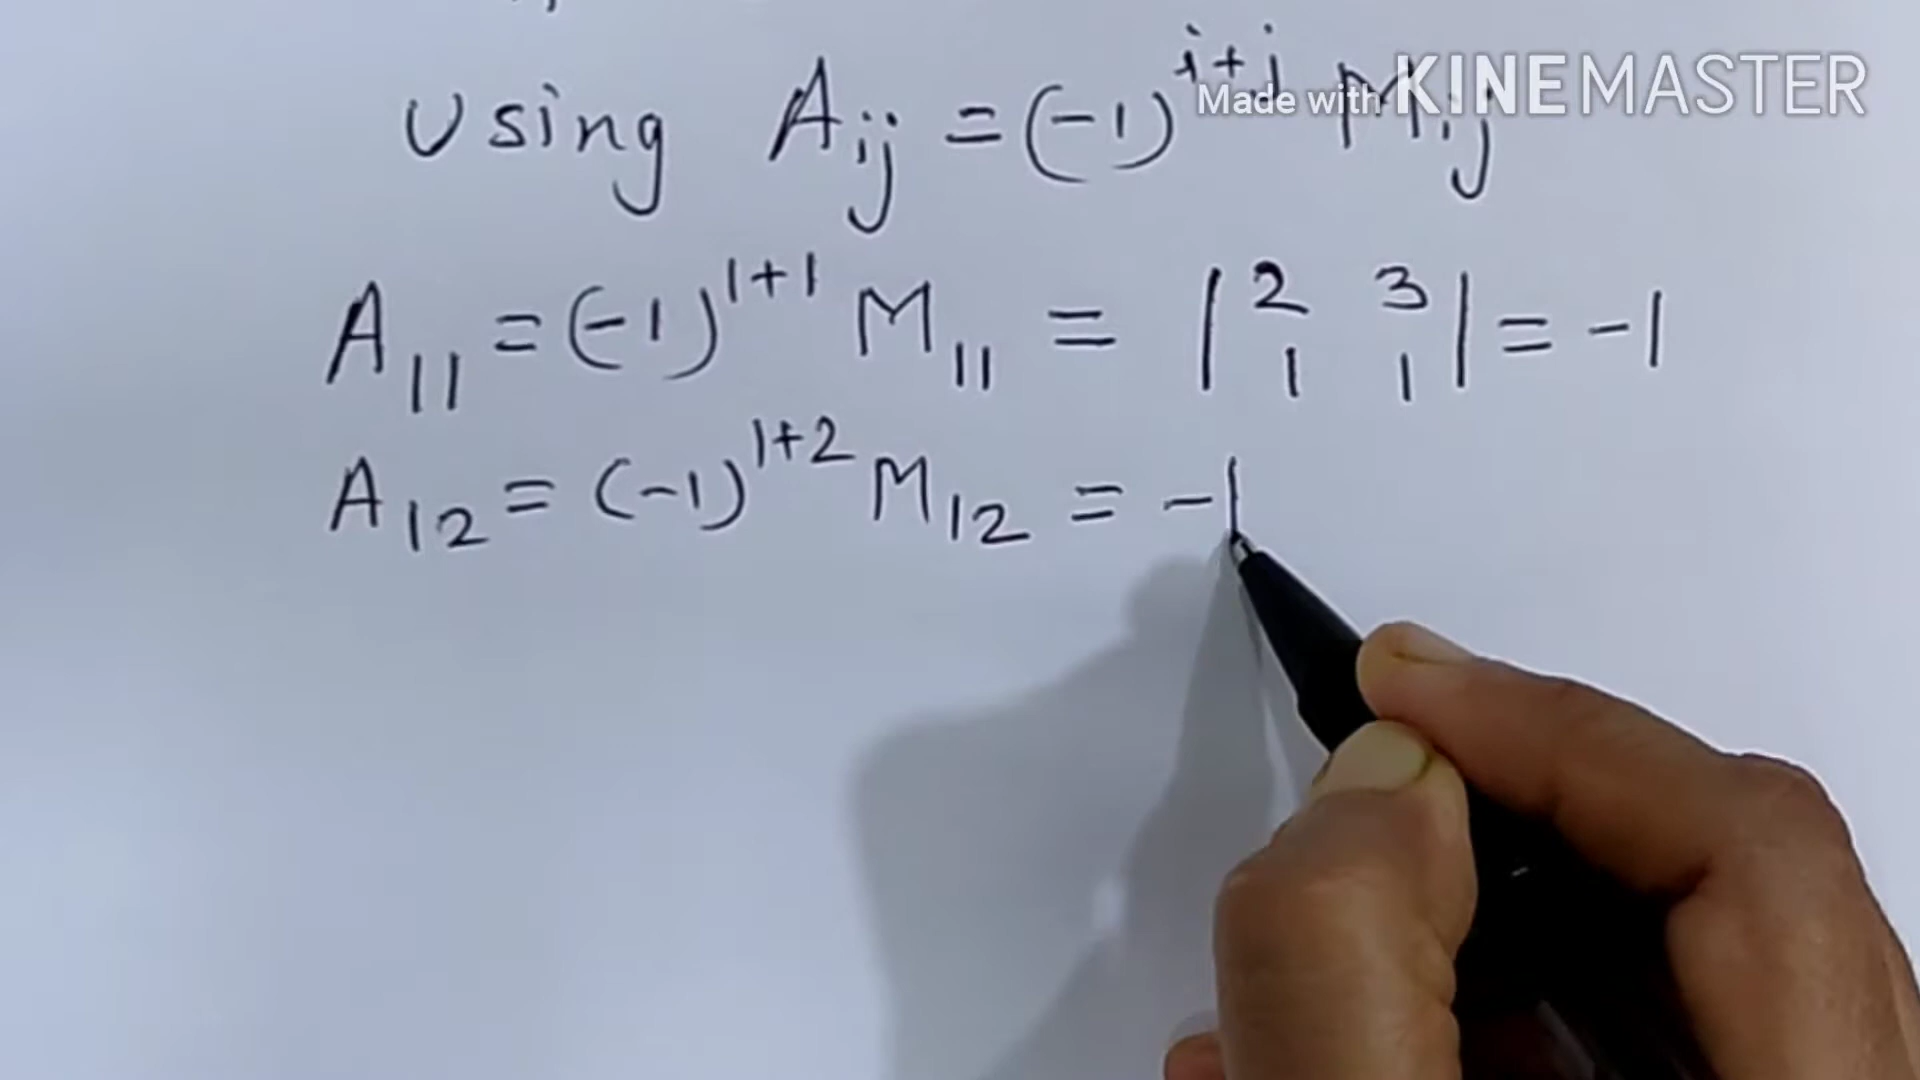 Using Aij = (-1)^i+j Mij
Made with KINEMASTER
A11 = (-1)^1+1 M11 = |2 3
1 1| = -1
A12 = (-1)^1+2 M12 = -|